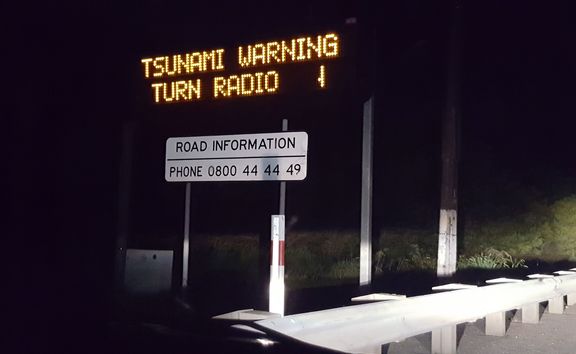 TSUNAMI WARNING
TURN RADIO
ROAD INFORMATION
PHONE 0800 44 44 49